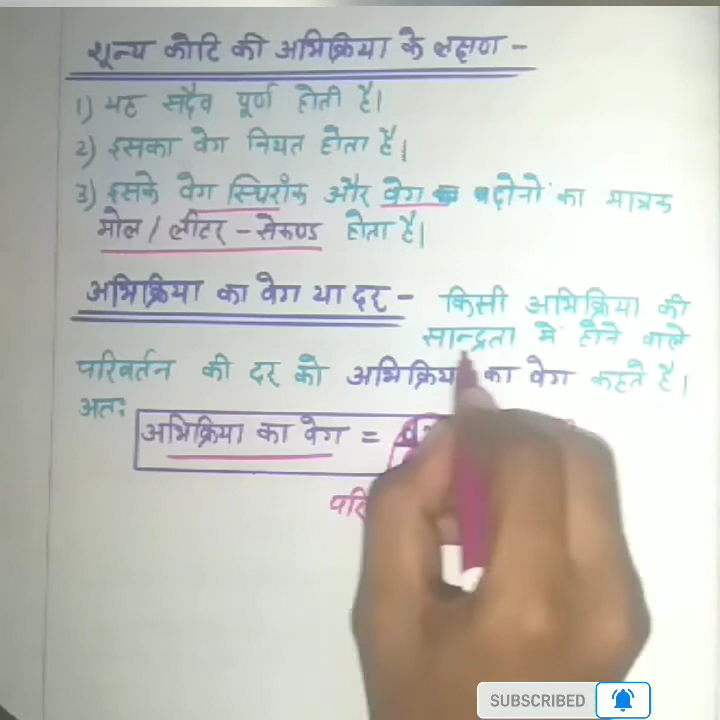 शून्य कोटि की अभिक्रिया के लक्षण -
1) यह सदैव पूर्ण होती है।
2) इसका वेग नियत होता है।
3) इसके वेग स्थिरांक और वेग दोनो का मात्रक
मोल / लीटर - सेकण्ड होता है।
अभिक्रिया का वेग या दर - किसी अभिक्रिया की
सान्द्रता में होने वाले
परिवर्तन की दर को अभिक्रिया का वेग कहते है।
अतः
अभिक्रिया का वेग =
SUBSCRIBED